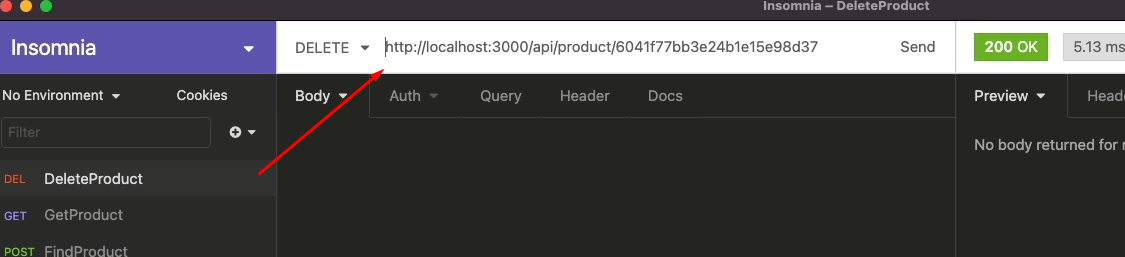 Insomnia – DeleteProduct
Insomnia
DELETE http://localhost:3000/api/product/6041f77bb3e24b1e15e98d37 Send
200 OK 5.13 ms
No Environment Cookies
Body Auth Query Header Docs
Preview
Filter
No body returned for
DEL DeleteProduct
GET GetProduct
POST FindProduct